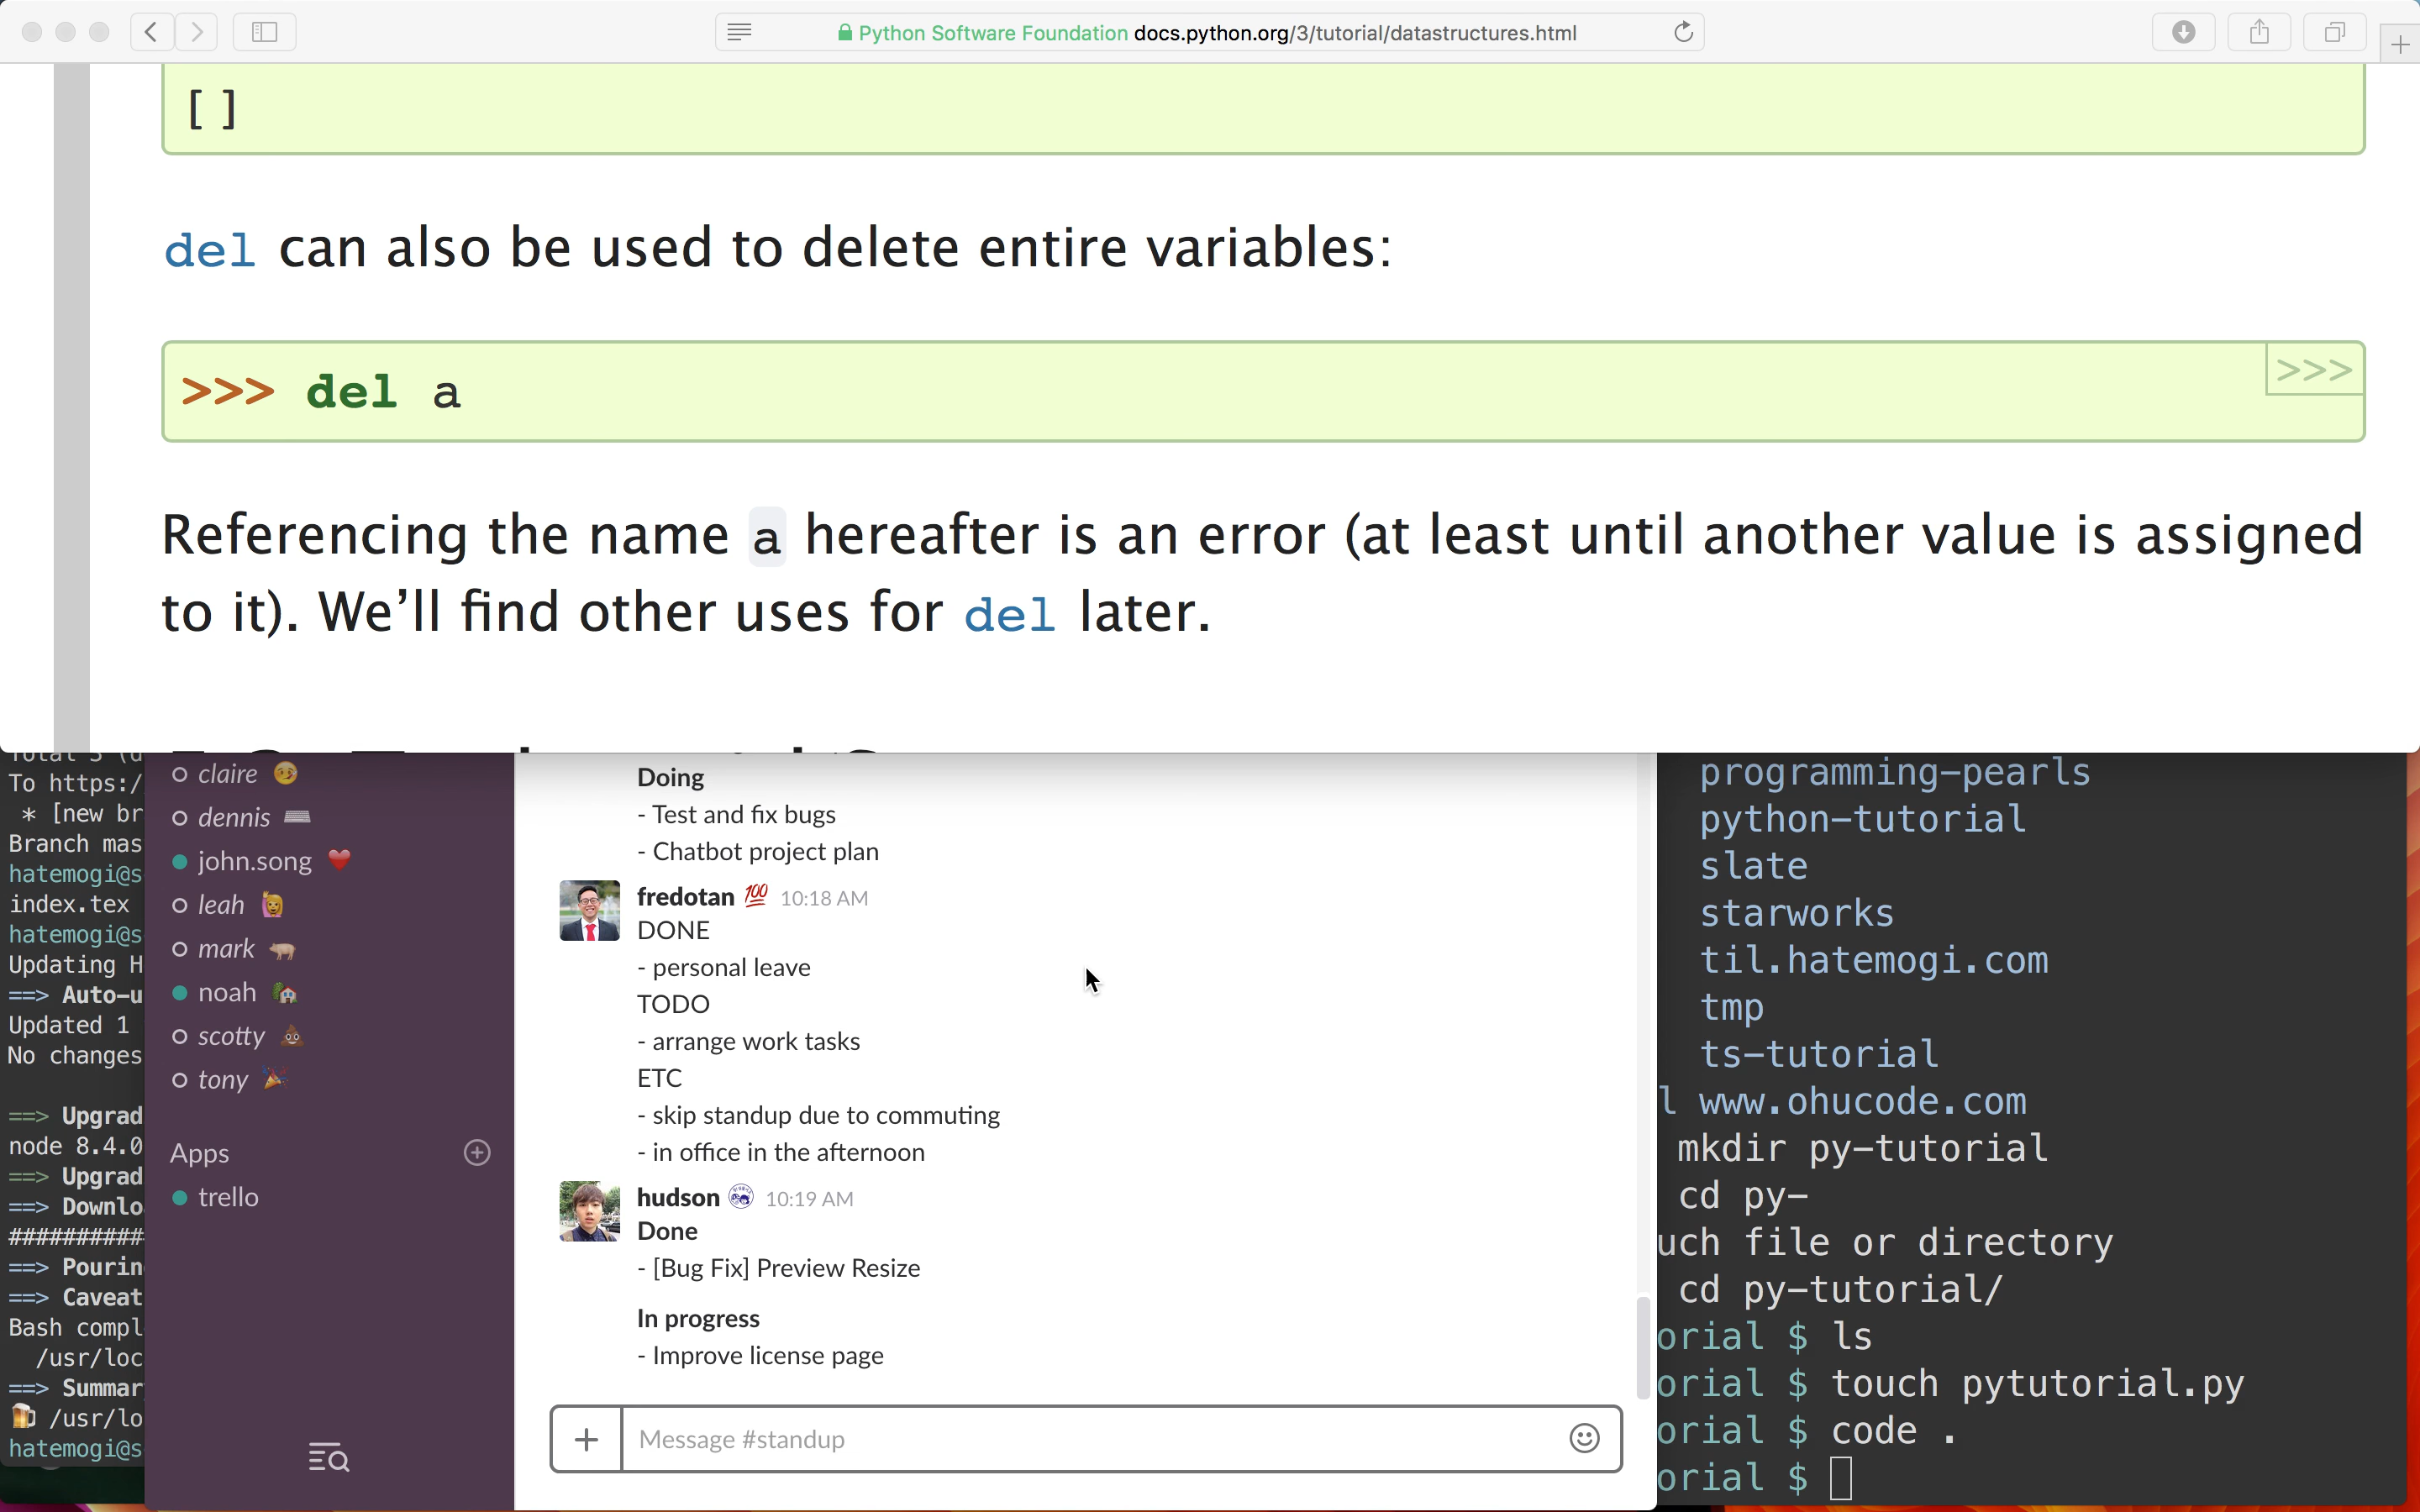 Python Software Foundation docs.python.org/3/tutorial/datastructures.html
[]
del can also be used to delete entire variables:
>>> del a
>>>
Referencing the name a hereafter is an error (at least until another value is assigned
to it). We’ll find other uses for del later.
To https:/
* [new br
Branch mas
hatemogi@s
index.tex
hatemogi@s
Updating H
==> Auto-u
Updated 1
No changes
==> Upgrad
node 8.4.0
==> Upgrad
==> Downlo
##########
==> Pourin
==> Caveat
Bash compl
/usr/loc
==> Summar
/usr/lo
hatemogi@s
claire
dennis
john.song
leah
mark
noah
scotty
tony
Apps
trello
Doing
- Test and fix bugs
- Chatbot project plan
fredotan 💯 10:18 AM
DONE
- personal leave
TODO
- arrange work tasks
ETC
- skip standup due to commuting
- in office in the afternoon
hudson 10:19 AM
Done
- [Bug Fix] Preview Resize
In progress
- Improve license page
Message #standup
programming-pearls
python-tutorial
slate
starworks
til.hatemogi.com
tmp
ts-tutorial
l www.ohucode.com
mkdir py-tutorial
cd py-
uch file or directory
cd py-tutorial/
orial $ ls
orial $ touch pytutorial.py
orial $ code .
orial $